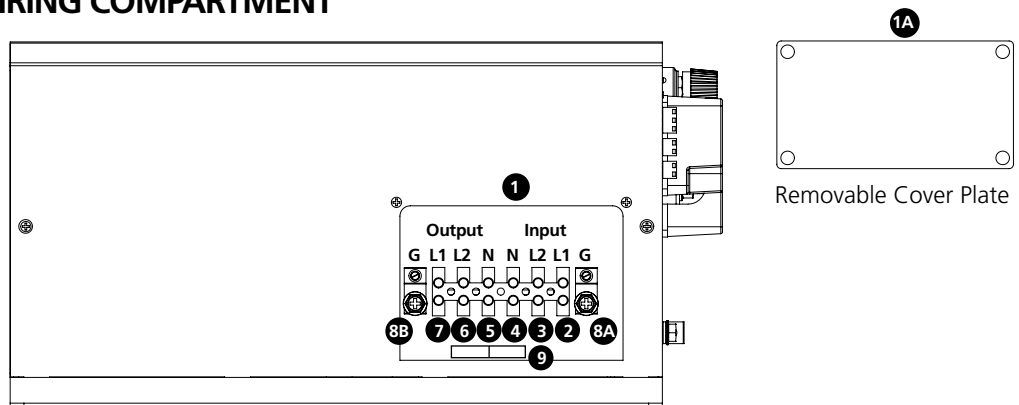 IRING COMPARTMENT
1A
Removable Cover Plate
1
Output Input
G L1 L2 N N L2 L1 G
8B 7 6 5 4 3 2 8A
9